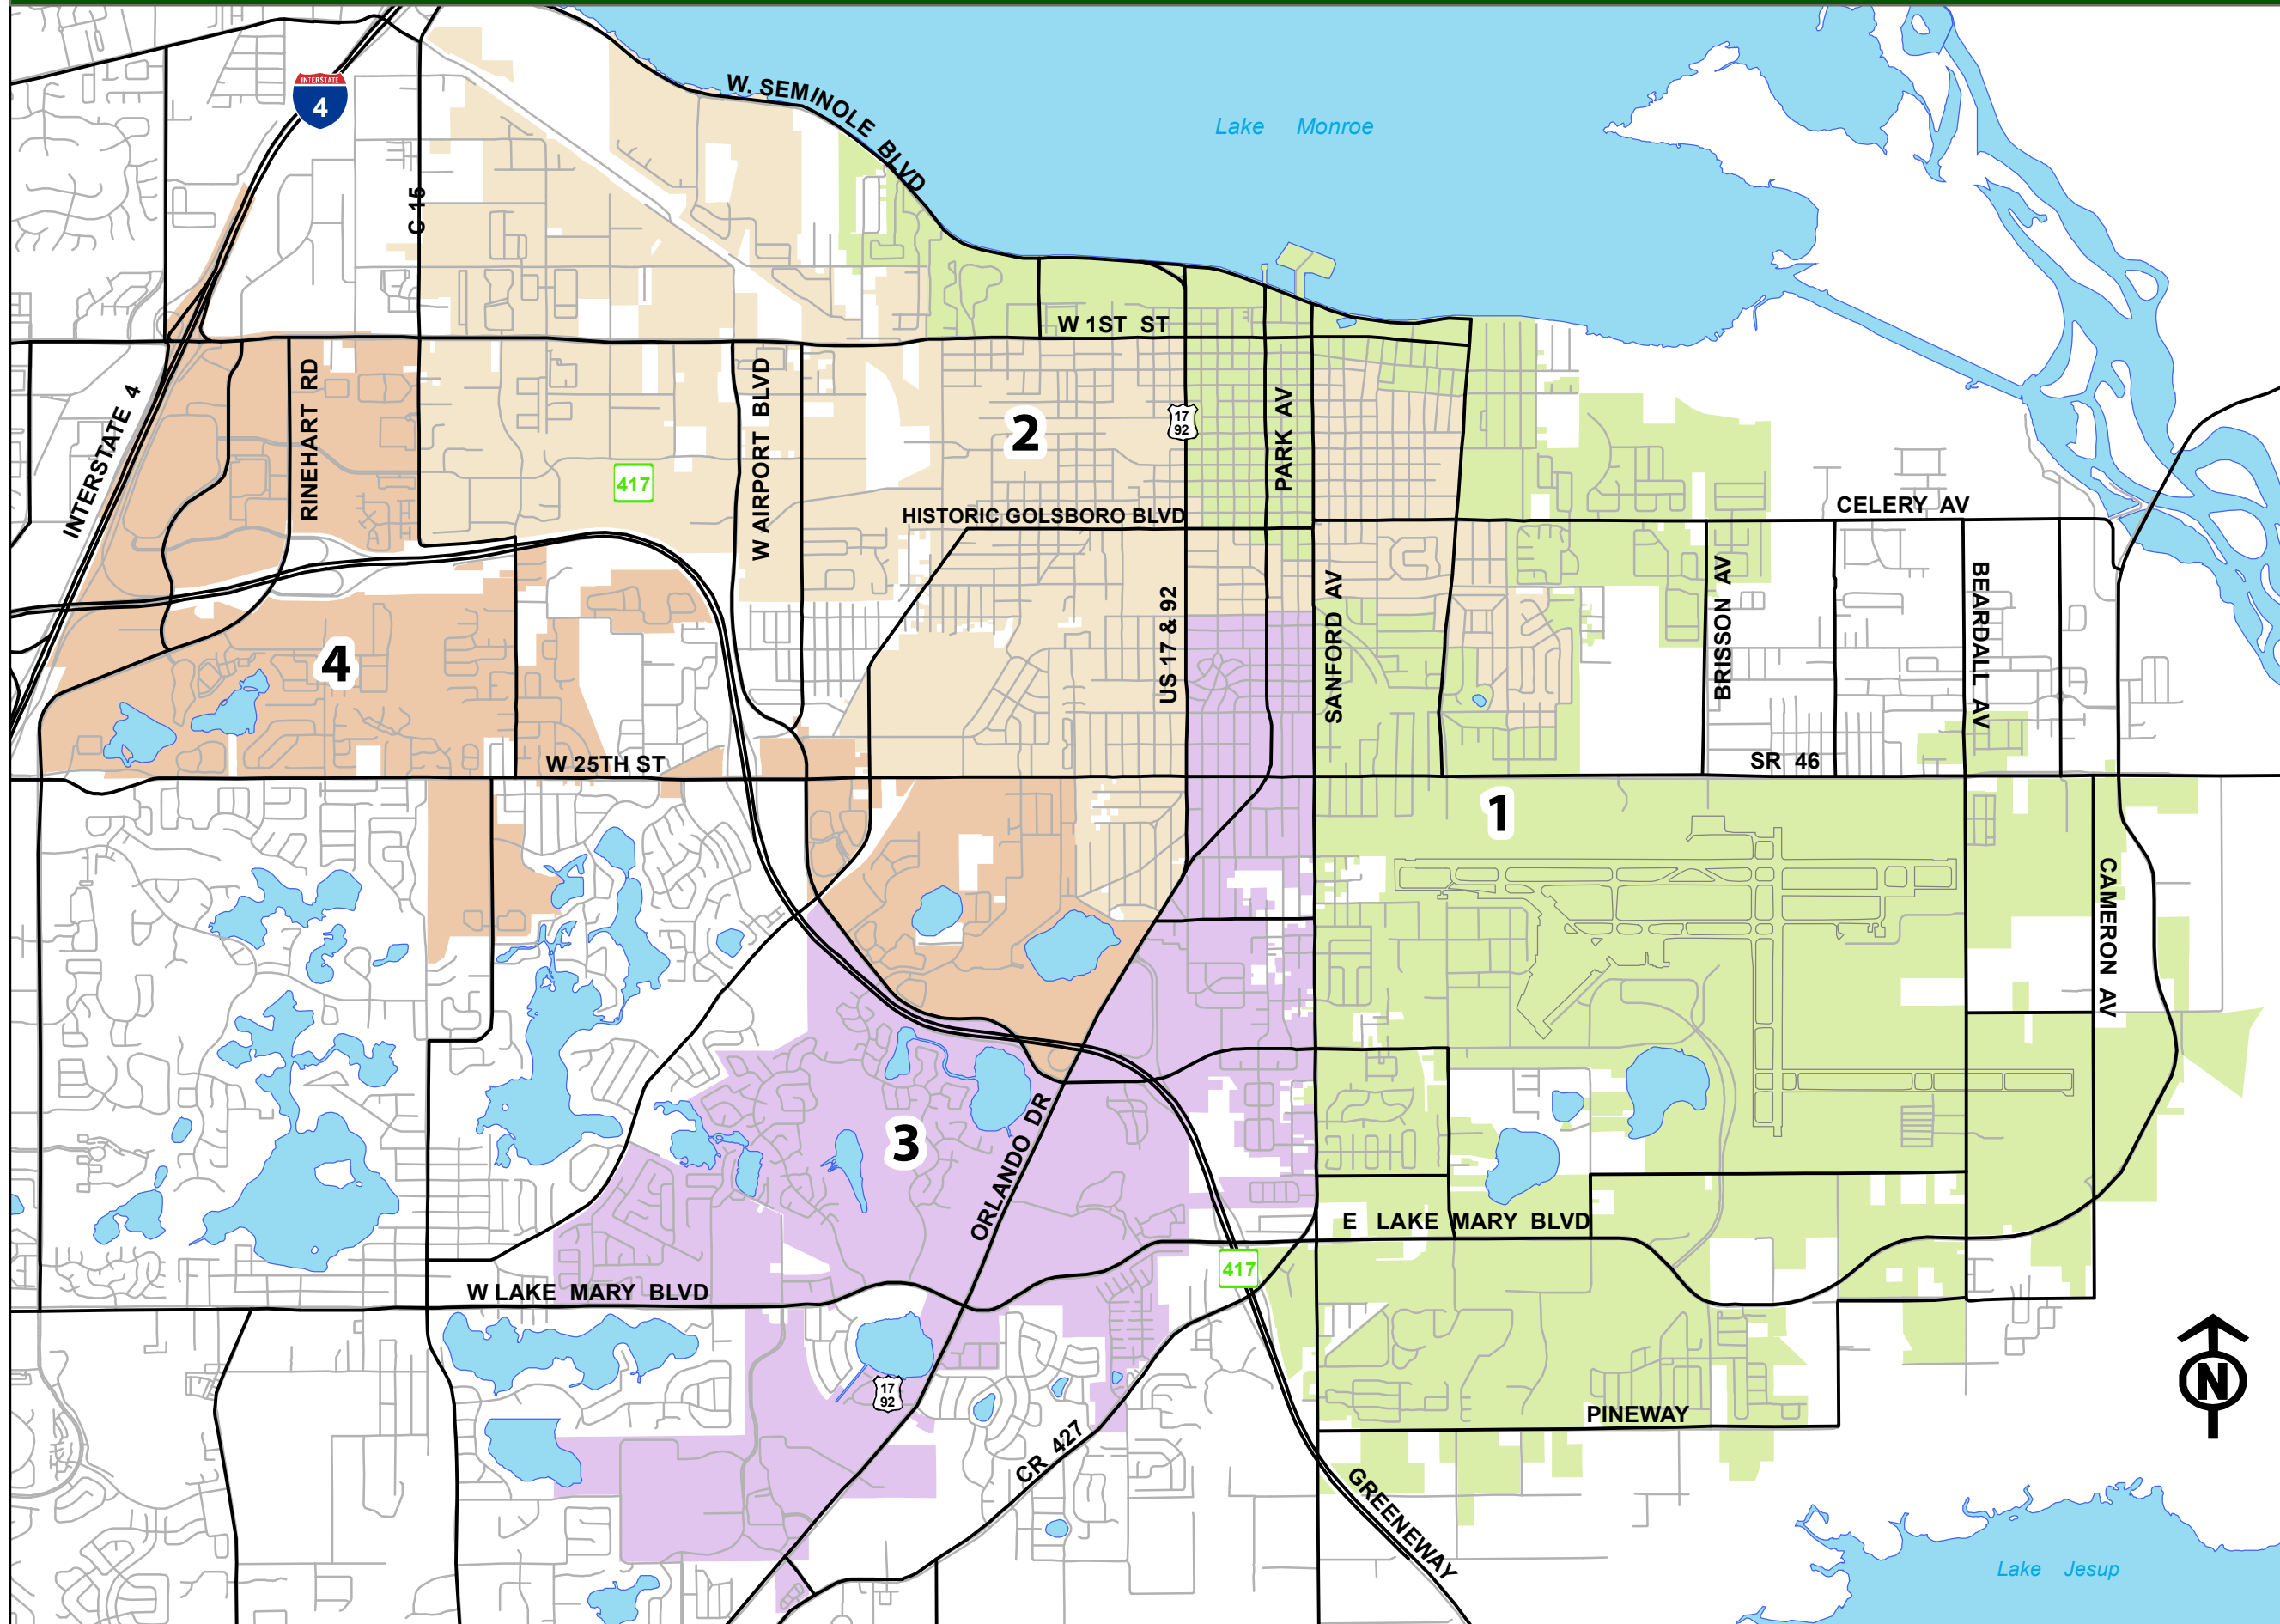 INTERSTATE
4
W. SEMINOLE BLVD
Lake Monroe
C 15
W 1ST ST
INTERSTATE 4
RINEHART RD
W AIRPORT BLVD
2
17
92
PARK AV
417
HISTORIC GOLSBORO BLVD
CELERY AV
US 17 & 92
SANFORD AV
BRISSON AV
BEARDALL AV
4
W 25TH ST
SR 46
1
CAMERON AV
3
ORLANDO DR
E LAKE MARY BLVD
417
W LAKE MARY BLVD
17
92
N
PINEWAY
CR 427
GREENEWAY
Lake Jesup